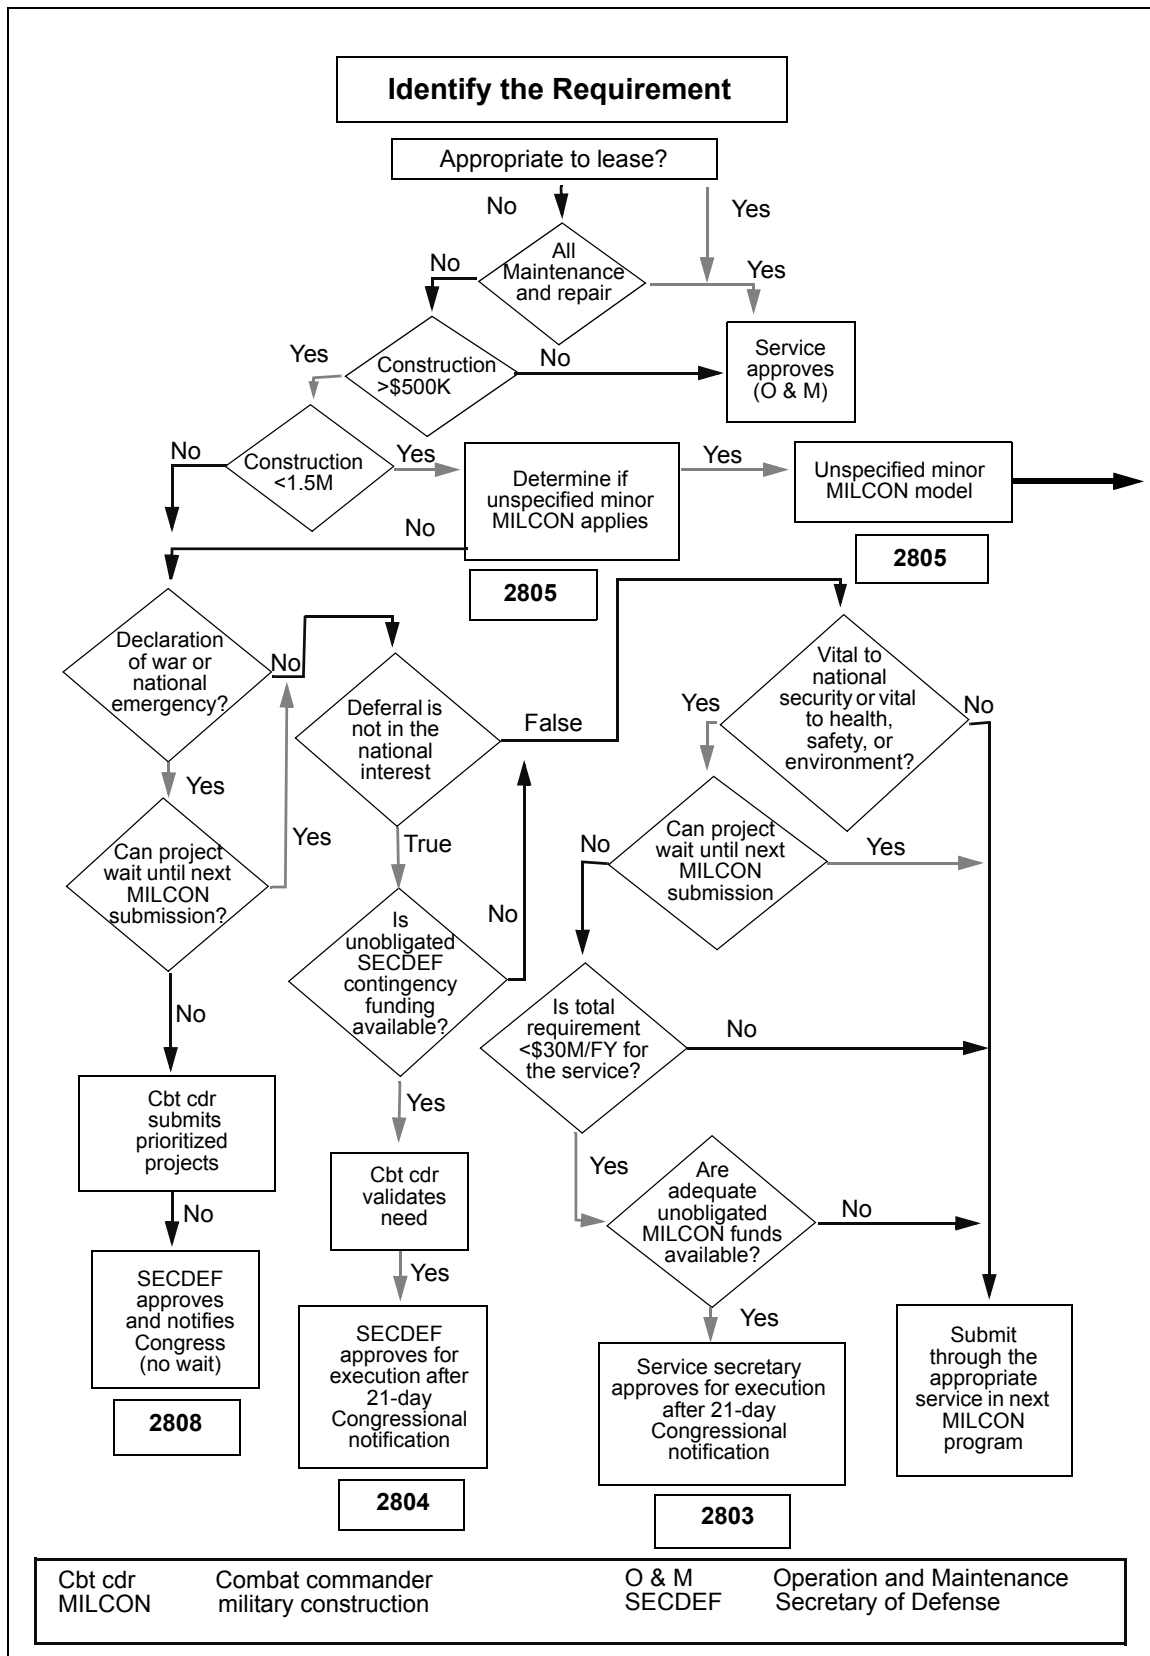 Identify the Requirement
Appropriate to lease?
No
Yes
All
Maintenance
and repair
No
Yes
Construction
>$500K
Yes
No
Service
approves
(O & M)
Construction
<1.5M
No
Yes
Determine if
unspecified minor
MILCON applies
Yes
No
Unspecified minor
MILCON model
2805
2805
Declaration
of war or
national
emergency?
No
Yes
Deferral is
not in the
national
interest
False
True
Vital to
national
security or vital
to health,
safety, or
environment?
Yes
No
Can project
wait until next
MILCON
submission?
Yes
No
Is
unobligated
SECDEF
contingency
funding
available?
No
Yes
Can project
wait until next
MILCON
submission
No
Yes
Is total
requirement
<$30M/FY for
the service?
No
Yes
Cbt cdr
submits
prioritized
projects
No
Cbt cdr
validates
need
Yes
Are
adequate
unobligated
MILCON funds
available?
No
Yes
SECDEF
approves
and notifies
Congress
(no wait)
2808
SECDEF
approves for
execution after
21-day
Congressional
notification
2804
Service secretary
approves for execution
after 21-day
Congressional
notification
2803
Submit
through the
appropriate
service in next
MILCON
program
Cbt cdr Combat commander O & M Operation and Maintenance
MILCON military construction SECDEF Secretary of Defense